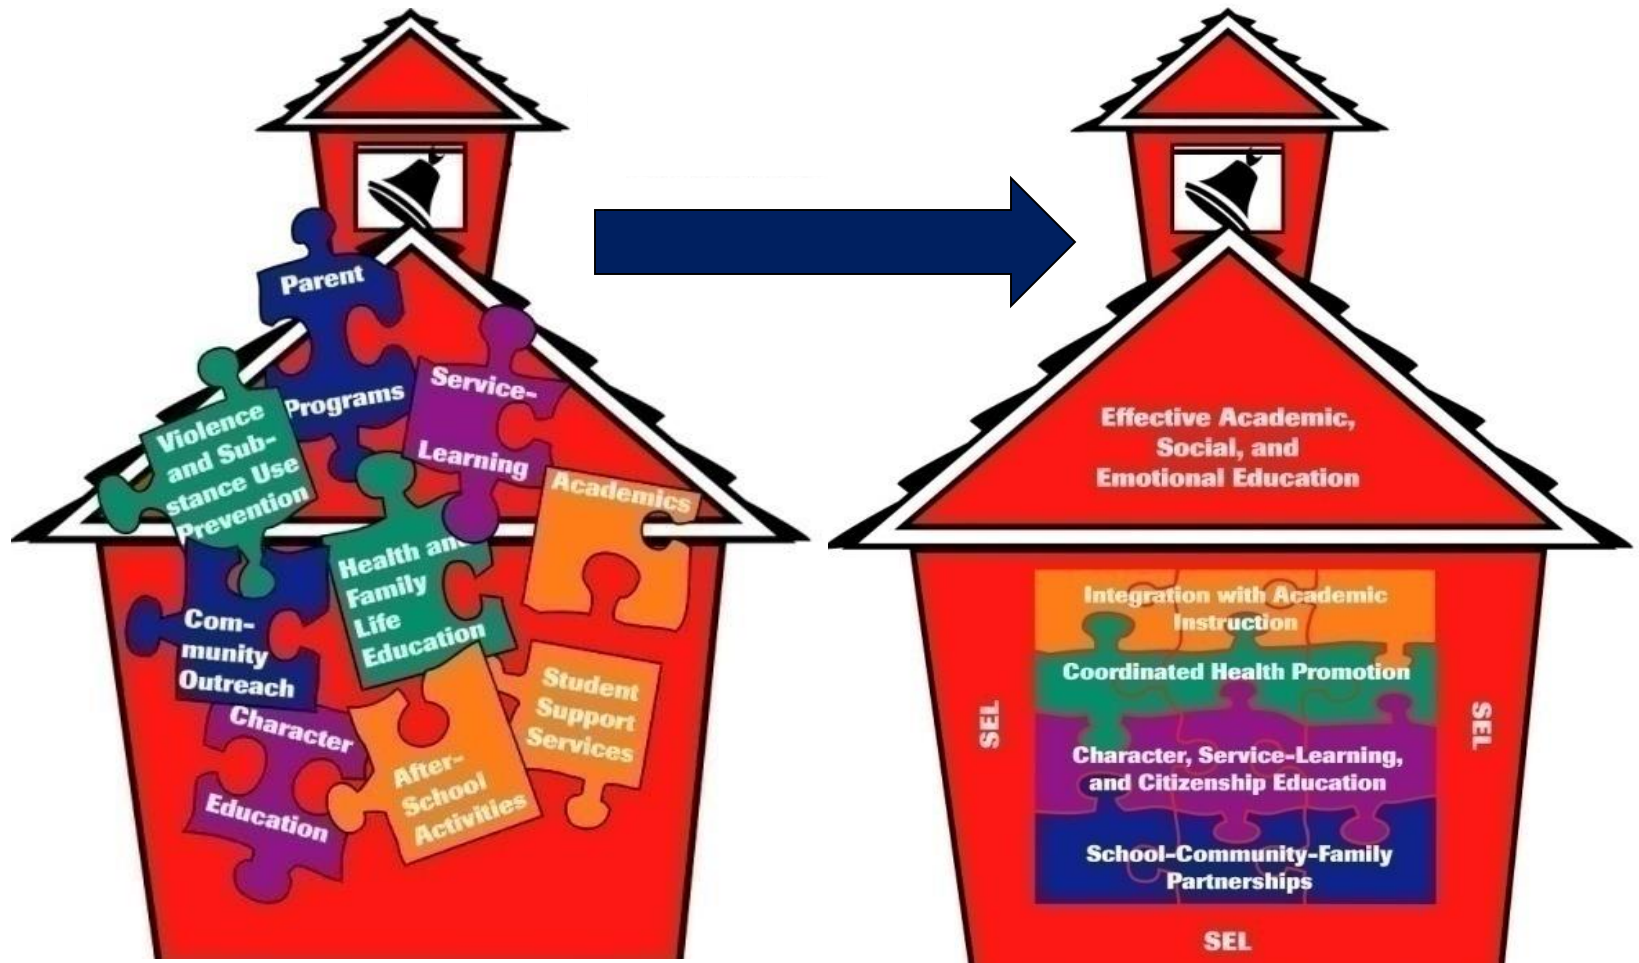 Parent
Programs
Service-
Learning
Violence
and Sub-
stance Use
Prevention
Academics
Health and
Family
Life
Education
Com-
munity
Outreach
Student
Support
Services
Character
Education
After-
School
Activities
Effective Academic,
Social, and
Emotional Education
Integration with Academic
Instruction
Coordinated Health Promotion
Character, Service-Learning,
and Citizenship Education
School-Community-Family
Partnerships
SEL
SEL
SEL